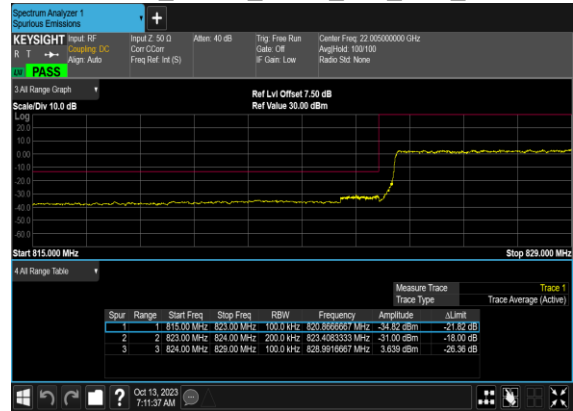 Spectrum Analyzer 1
Spurious Emissions
+
KEYSIGHT Input: RF Input Z: 50 Ω Atten: 40 dB Trig: Free Run Center Freq: 22.005000000 GHz
R T Coupling: DC Corr CCorr Gate: Off Avg|Hold: 100/100
Align: Auto Freq Ref: Int (S) IF Gain: Low Radio Std: None
LW PASS
3 All Range Graph Ref Lvl Offset 7.50 dB
Scale/Div 10.0 dB Ref Value 30.00 dBm
Log
20.0
10.0
0.00
-10.0
-20.0
-30.0
-40.0
-50.0
-60.0
Start 815.000 MHz Stop 829.000 MHz
4 All Range Table
Measure Trace Trace 1
Trace Type Trace Average (Active)
Spur Range Start Freq Stop Freq RBW Frequency Amplitude ΔLimit
1 1 815.00 MHz 823.00 MHz 100.0 kHz 820.8666667 MHz -34.82 dBm -21.82 dB
2 2 823.00 MHz 824.00 MHz 200.0 kHz 823.4083333 MHz -31.00 dBm -18.00 dB
3 3 824.00 MHz 829.00 MHz 100.0 kHz 828.9916667 MHz 3.639 dBm -26.36 dB
? Oct 13, 2023
7:11:37 AM